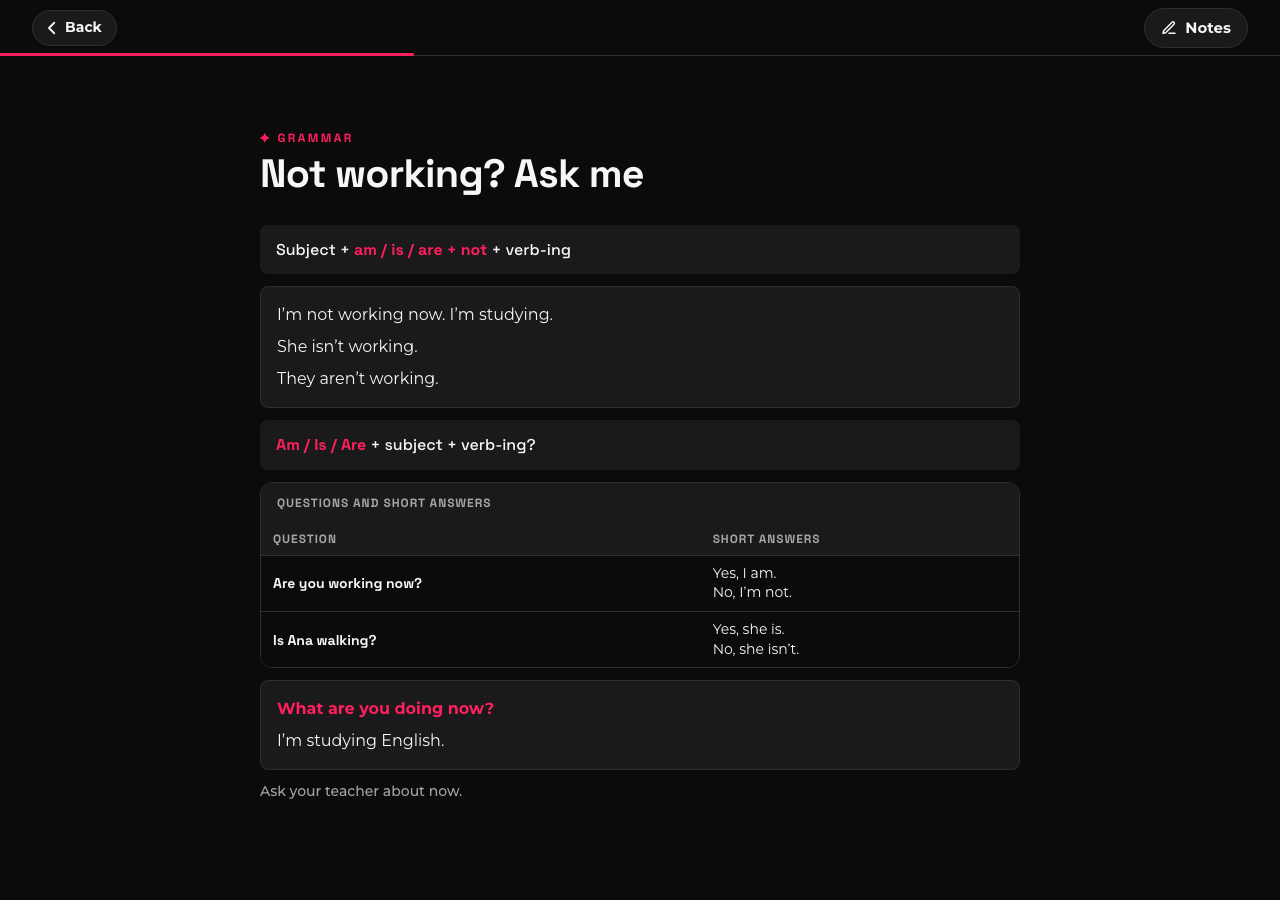 Back
Notes
GRAMMAR
Not working? Ask me
Subject + am / is / are + not + verb-ing
I’m not working now. I’m studying.
She isn’t working.
They aren’t working.
Am / Is / Are + subject + verb-ing?
QUESTIONS AND SHORT ANSWERS
QUESTION
SHORT ANSWERS
Are you working now?
Yes, I am.
No, I’m not.
Is Ana walking?
Yes, she is.
No, she isn’t.
What are you doing now?
I’m studying English.
Ask your teacher about now.